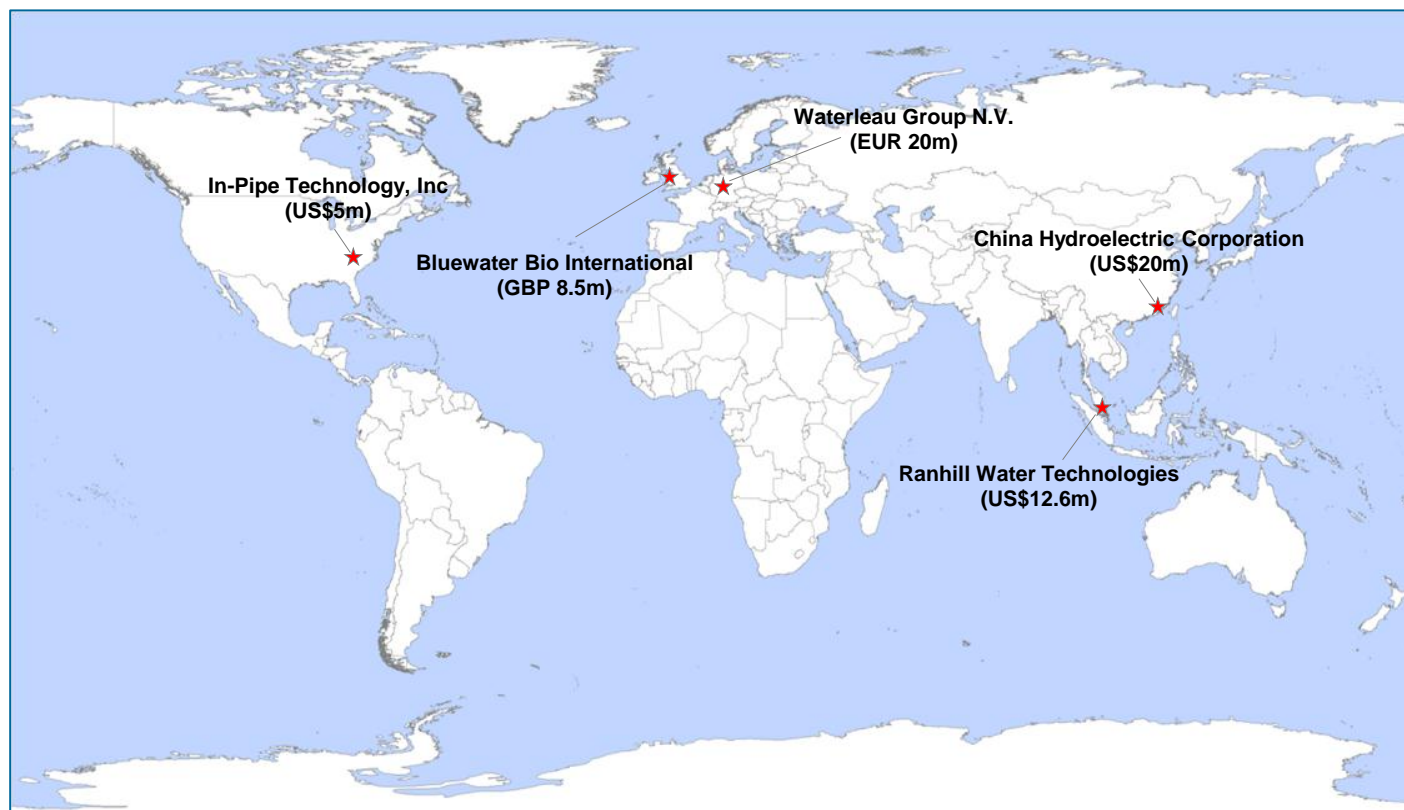 Waterleau Group N.V.
(EUR 20m)
In-Pipe Technology, Inc
(US$5m)
China Hydroelectric Corporation
(US$20m)
Bluewater Bio International
(GBP 8.5m)
Ranhill Water Technologies
(US$12.6m)